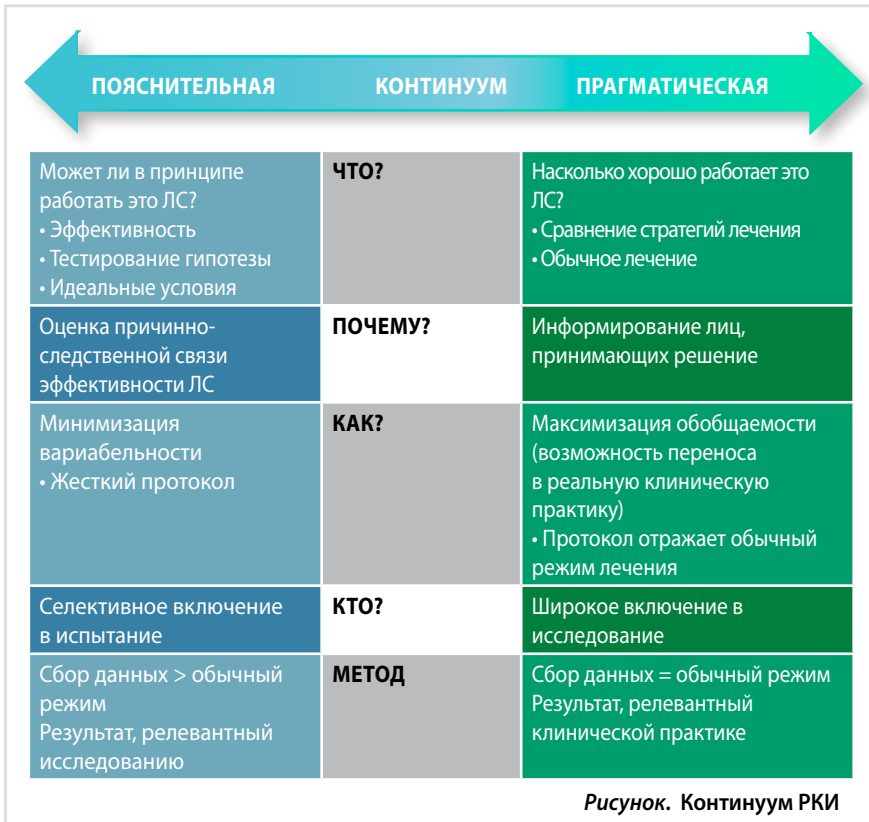 ПОЯСНИТЕЛЬНАЯ КОНТИНУУМ ПРАГМАТИЧЕСКАЯ
Может ли в принципе
работать это ЛС?
• Эффективность
• Тестирование гипотезы
• Идеальные условия
ЧТО?
Насколько хорошо работает это
ЛС?
• Сравнение стратегий лечения
• Обычное лечение
Оценка причинно-
следственной связи
эффективности ЛС
ПОЧЕМУ?
Информирование лиц,
принимающих решение
Минимизация
вариабельности
• Жесткий протокол
КАК?
Максимизация обобщаемости
(возможность переноса
в реальную клиническую
практику)
• Протокол отражает обычный
режим лечения
Селективное включение
в испытание
КТО?
Широкое включение в
исследование
Сбор данных > обычный
режим
Результат, релевантный
исследованию
МЕТОД
Сбор данных = обычный режим
Результат, релевантный
клинической практике
Рисунок. Континуум РКИ